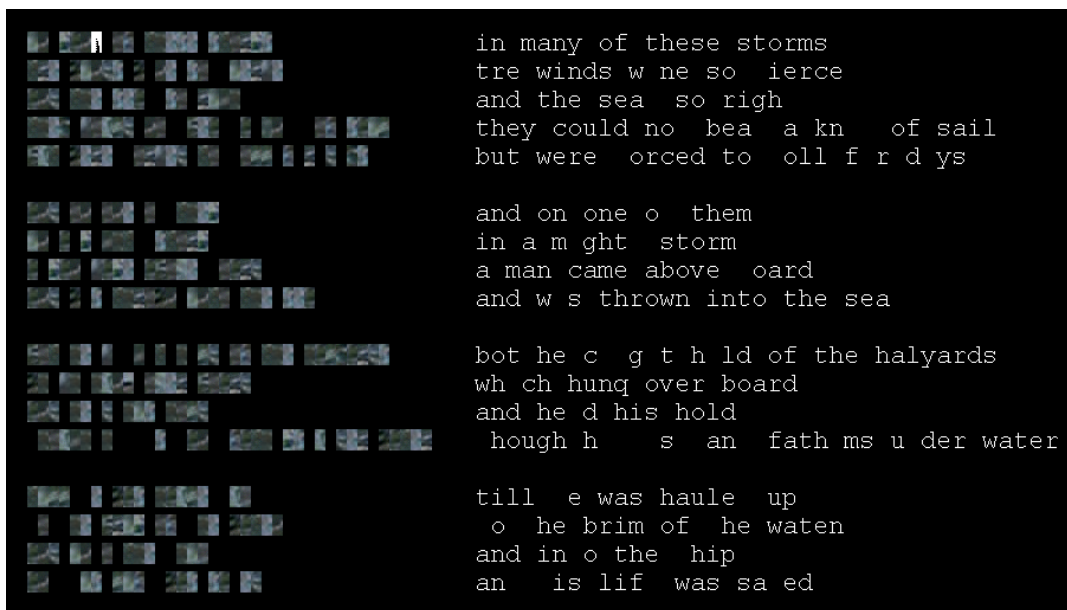 in many of these storms
tre winds w ne so ierce
and the sea so righ
they could no bea a kn of sail
but were orced to oll f r d ys
and on one o them
in a m ght storm
a man came above oard
and w s thrown into the sea
bot he c g t h ld of the halyards
wh ch hunq over board
and he d his hold
hough h s an fath ms u der water
till e was haule up
o he brim of he waten
and in o the hip
an is lif was sa ed